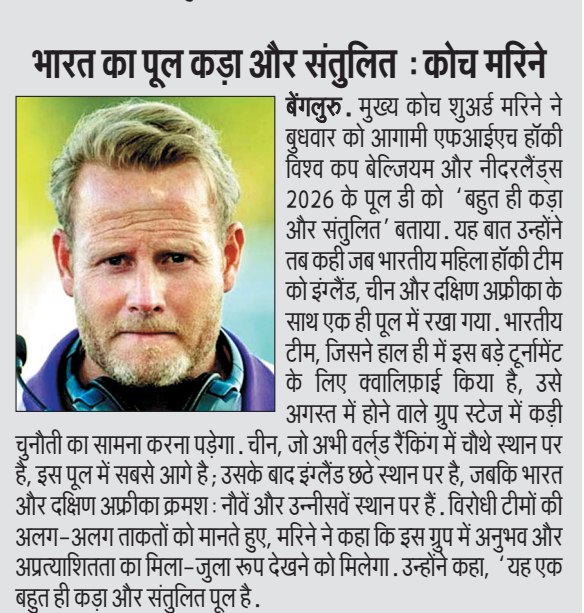 भारत का पूल कड़ा और संतुलित : कोच मरिने
बेंगलुरु. मुख्य कोच शुअर्ड मरिने ने
बुधवार को आगामी एफआईएच हॉकी
विश्व कप बेल्जियम और नीदरलैंड्स
2026 के पूल डी को 'बहुत ही कड़ा
और संतुलित' बताया. यह बात उन्होंने
तब कही जब भारतीय महिला हॉकी टीम
को इंग्लैंड, चीन और दक्षिण अफ्रीका के
साथ एक ही पूल में रखा गया. भारतीय
टीम, जिसने हाल ही में इस बड़े टूर्नामेंट
के लिए क्वालिफ़ाई किया है, उसे
अगस्त में होने वाले ग्रुप स्टेज में कड़ी
चुनौती का सामना करना पड़ेगा. चीन, जो अभी वर्ल्ड रैंकिंग में चौथे स्थान पर
है, इस पूल में सबसे आगे है; उसके बाद इंग्लैंड छठे स्थान पर है, जबकि भारत
और दक्षिण अफ्रीका क्रमश: नौवें और उन्नीसवें स्थान पर हैं. विरोधी टीमों की
अलग-अलग ताकतों को मानते हुए, मरिने ने कहा कि इस ग्रुप में अनुभव और
अप्रत्याशितता का मिला-जुला रूप देखने को मिलेगा. उन्होंने कहा, 'यह एक
बहुत ही कड़ा और संतुलित पूल है.